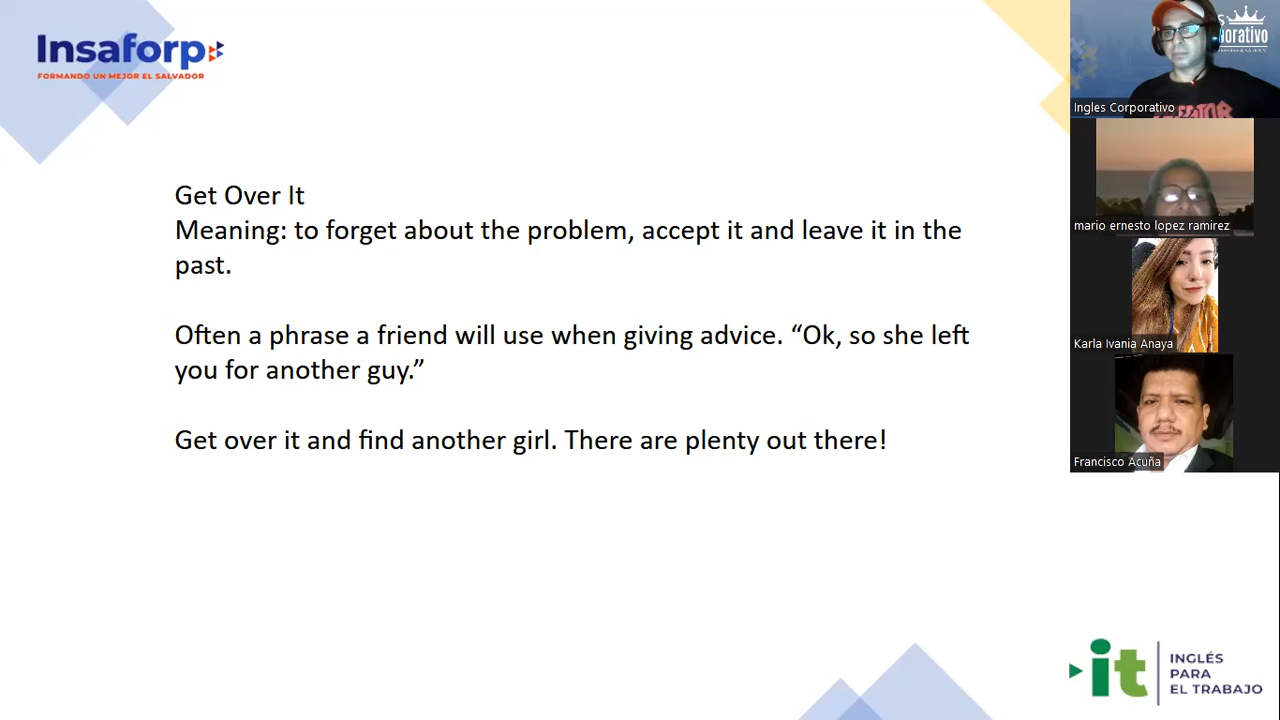 Insaforp
FORMANDO UN MEJOR EL SALVADOR
Get Over It
Meaning: to forget about the problem, accept it and leave it in the
past.
Often a phrase a friend will use when giving advice. “Ok, so she left
you for another guy.”
Get over it and find another girl. There are plenty out there!
Ingles Corporativo
mario ernesto lopez ramirez
Karla Ivania Anaya
Francisco Acuña
it
INGLÉS
PARA
EL TRABAJO